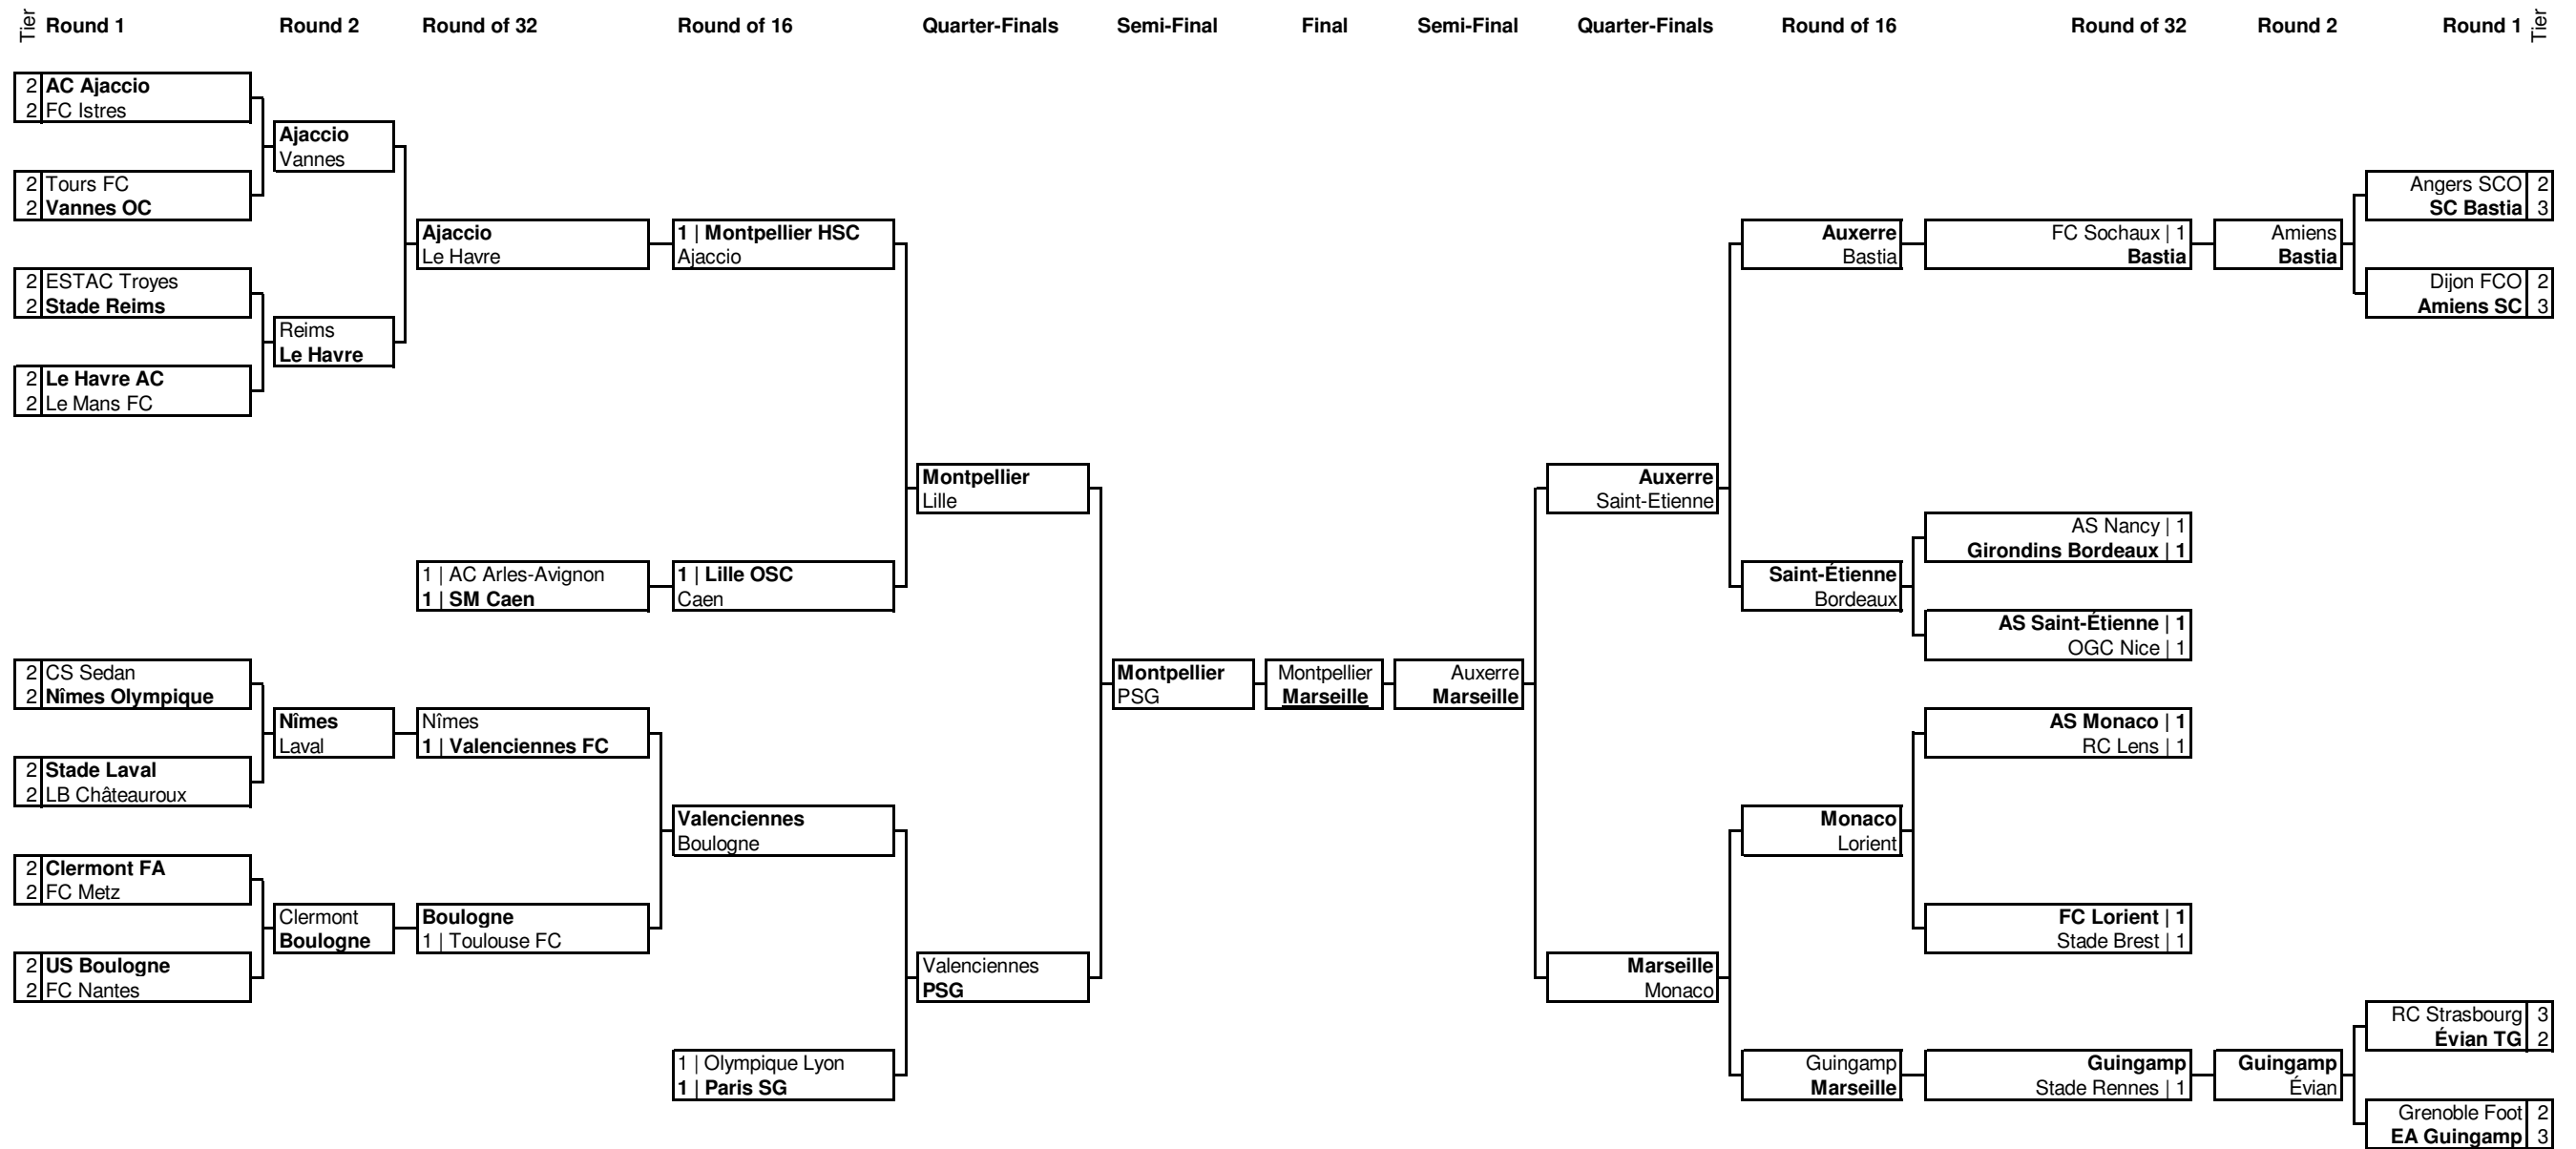 Tier Round 1 Round 2 Round of 32 Round of 16 Quarter-Finals Semi-Final Final Semi-Final Quarter-Finals Round of 16 Round of 32 Round 2 Round 1 Tier
2 AC Ajaccio
2 FC Istres
2 Tours FC
2 Vannes OC
2 ESTAC Troyes
2 Stade Reims
2 Le Havre AC
2 Le Mans FC
2 CS Sedan
2 Nîmes Olympique
2 Stade Laval
2 LB Châteauroux
2 Clermont FA
2 FC Metz
2 US Boulogne
2 FC Nantes
Ajaccio
Vannes
Reims
Le Havre
Nîmes
Laval
Clermont
Boulogne
Ajaccio
Le Havre
1 | AC Arles-Avignon
1 | SM Caen
Nîmes
1 | Valenciennes FC
Boulogne
1 | Toulouse FC
1 | Montpellier HSC
Ajaccio
1 | Lille OSC
Caen
Valenciennes
Boulogne
1 | Olympique Lyon
1 | Paris SG
Montpellier
Lille
Valenciennes
PSG
Montpellier
PSG
Montpellier
Marseille
Auxerre
Marseille
Auxerre
Saint-Etienne
Marseille
Monaco
Auxerre
Bastia
Saint-Étienne
Bordeaux
Monaco
Lorient
Guingamp
Marseille
FC Sochaux | 1
Bastia
AS Nancy | 1
Girondins Bordeaux | 1
AS Saint-Étienne | 1
OGC Nice | 1
AS Monaco | 1
RC Lens | 1
FC Lorient | 1
Stade Brest | 1
Guingamp
Stade Rennes | 1
Amiens
Bastia
Guingamp
Évian
Angers SCO 2
SC Bastia 3
Dijon FCO 2
Amiens SC 3
RC Strasbourg 3
Évian TG 2
Grenoble Foot 2
EA Guingamp 3